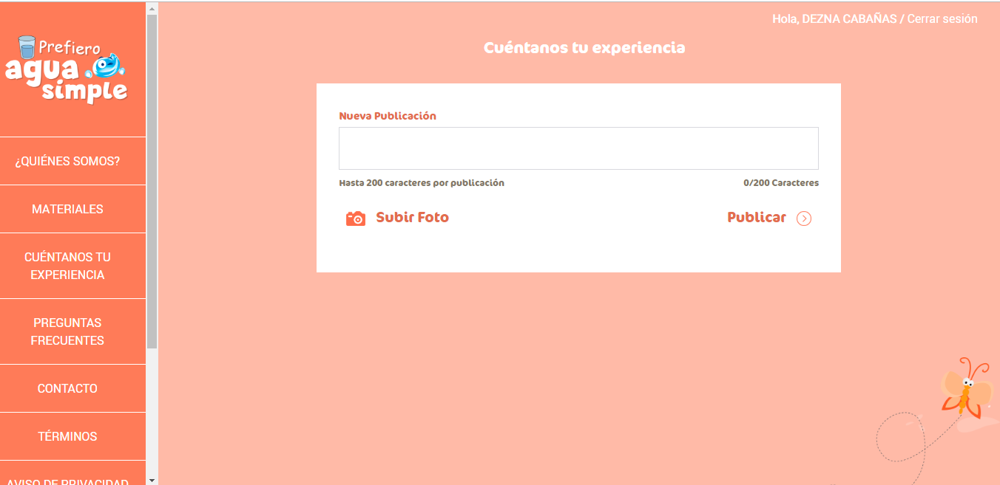 Prefiero
agua
simple
¿QUIÉNES SOMOS?
MATERIALES
CUÉNTANOS TU
EXPERIENCIA
PREGUNTAS
FRECUENTES
CONTACTO
TÉRMINOS
AVISO DE PRIVACIDAD
Hola, DEZNA CABAÑAS / Cerrar sesión
Cuéntanos tu experiencia
Nueva Publicación
Hasta 200 caracteres por publicación 0/200 Caracteres
Subir Foto Publicar